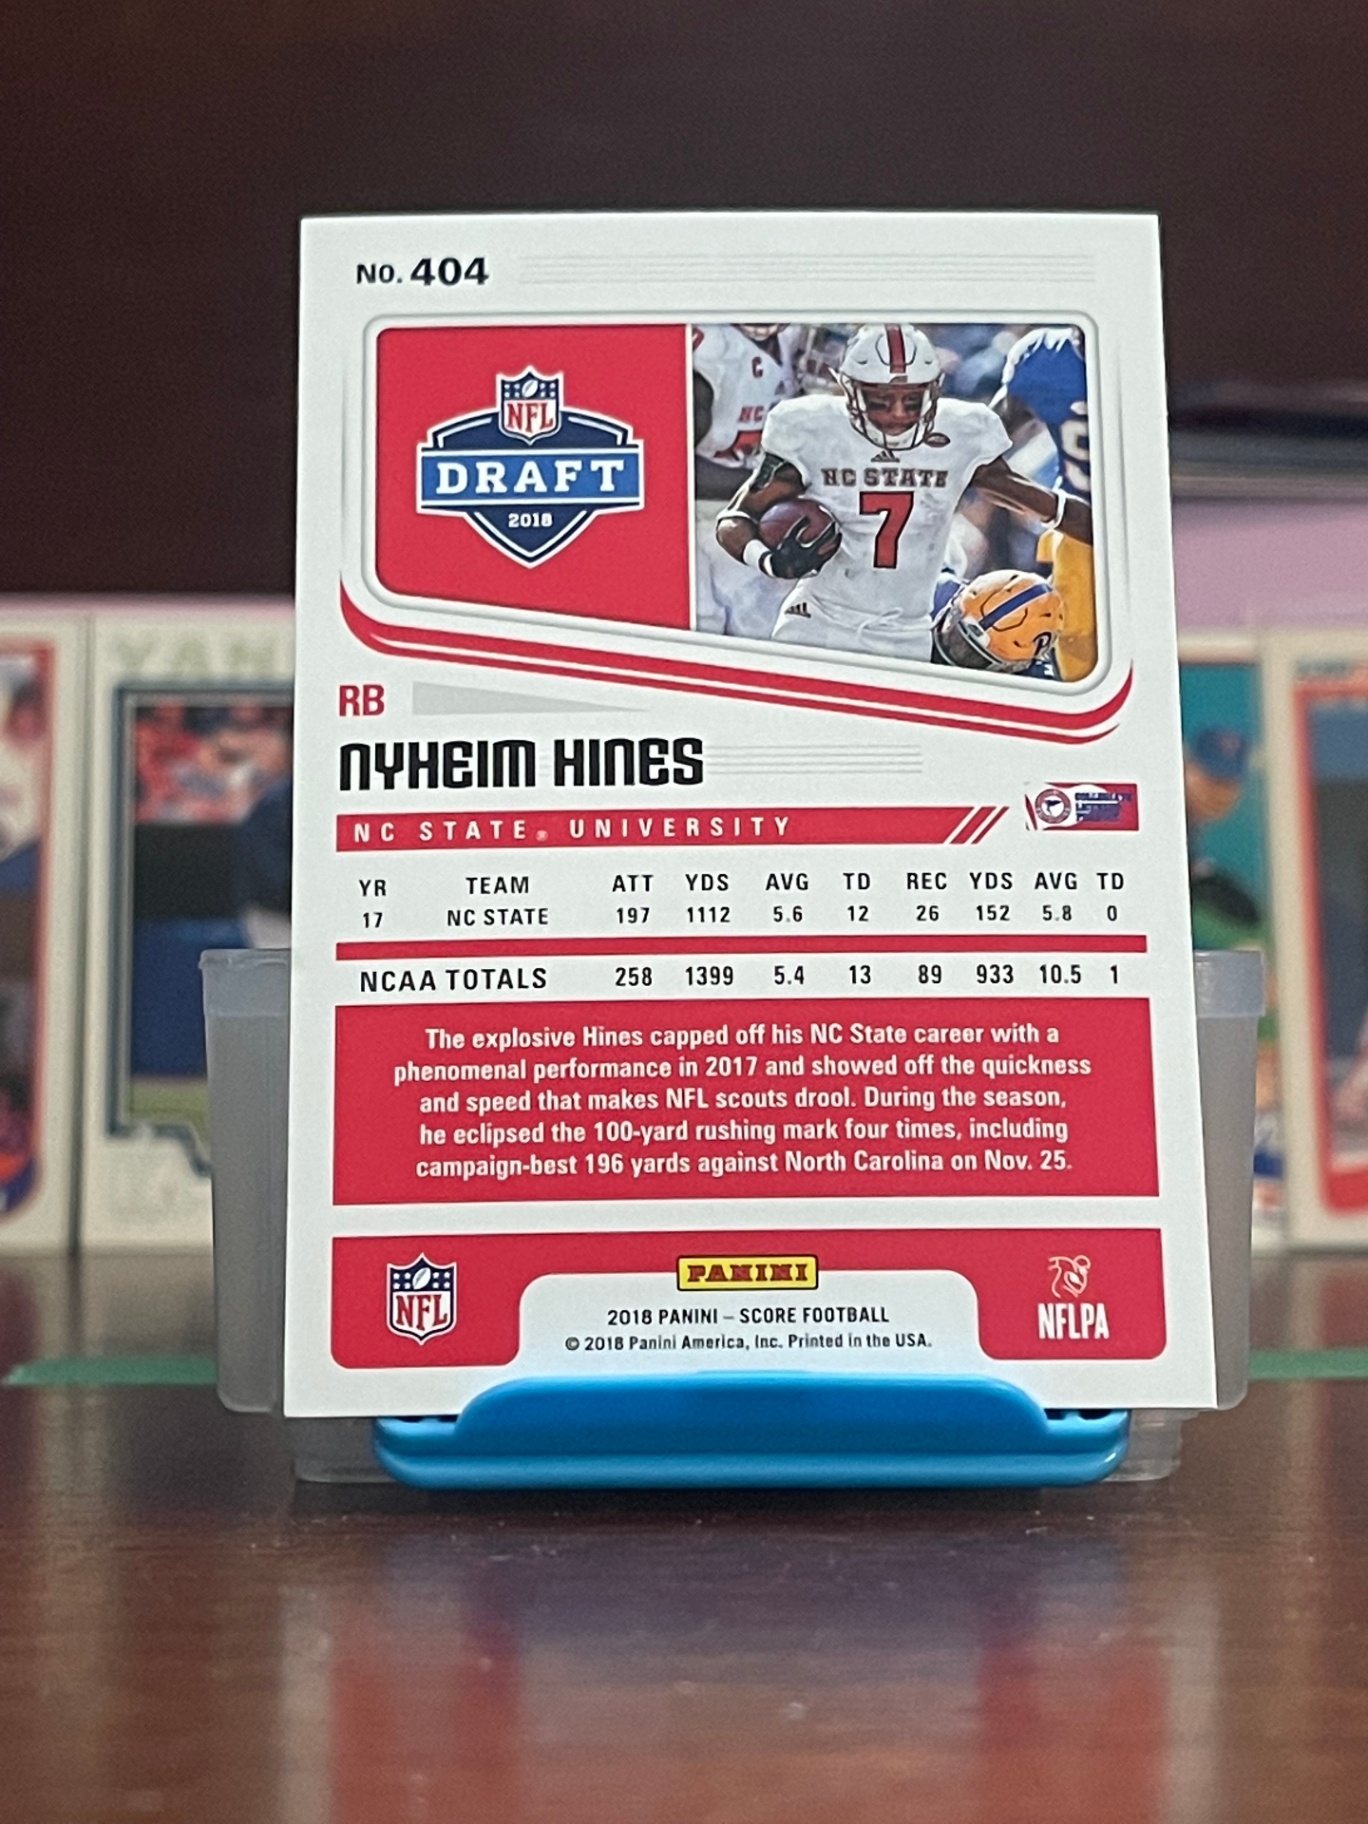 No. 404
NFL
DRAFT
2018
C
NC
NC STATE
7
RB
NYHEIM HINES
NC STATE UNIVERSITY
YR TEAM ATT YDS AVG TD REC YDS AVG TD
17 NC STATE 197 1112 5.6 12 26 152 5.8 0
NCAA TOTALS 258 1399 5.4 13 89 933 10.5 1
The explosive Hines capped off his NC State career with a
phenomenal performance in 2017 and showed off the quickness
and speed that makes NFL scouts drool. During the season,
he eclipsed the 100-yard rushing mark four times, including
campaign-best 196 yards against North Carolina on Nov. 25.
NFL
PANINI
2018 PANINI – SCORE FOOTBALL
© 2018 Panini America, Inc. Printed in the USA.
NFLPA